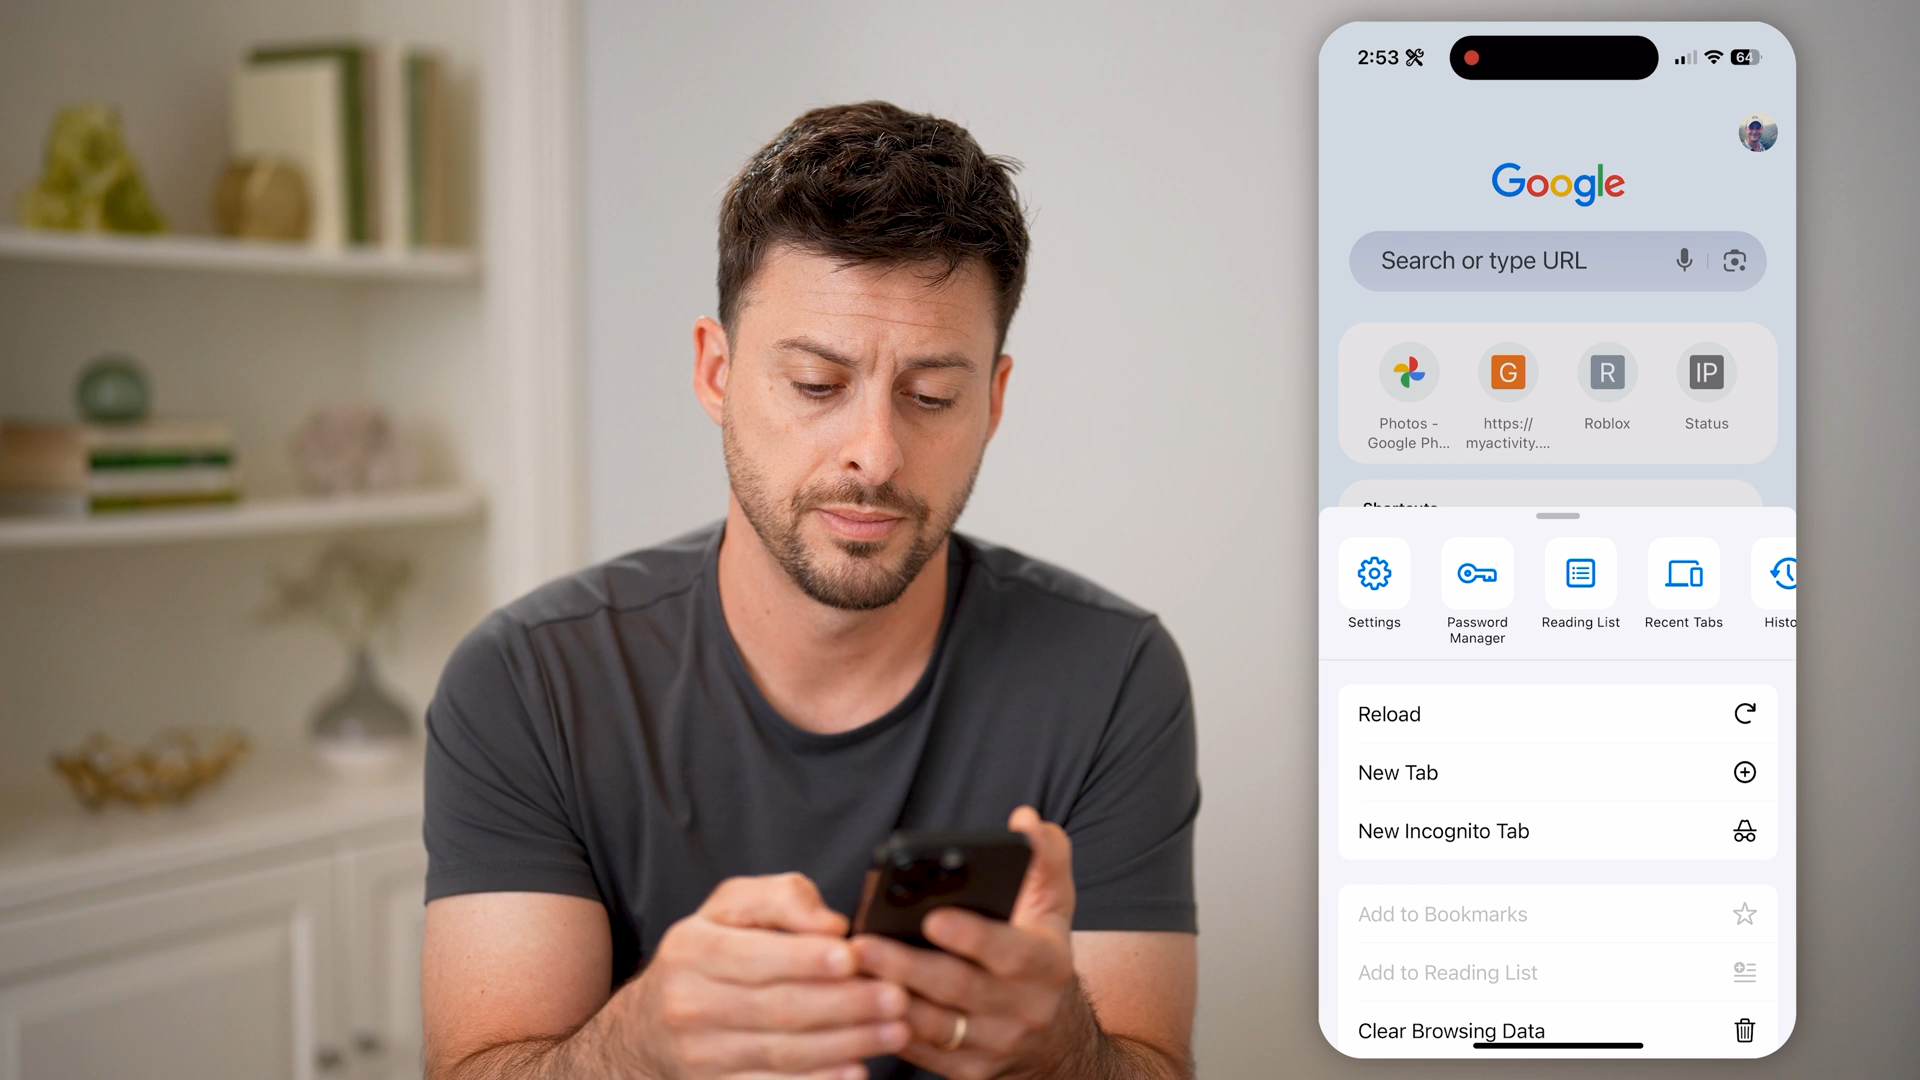 2:53
64
Google
Search or type URL
G
R
IP
Photos -
Google Ph...
https://
myactivity....
Roblox
Status
Shortcuts
Settings
Password
Manager
Reading List
Recent Tabs
Histo
Reload
New Tab
New Incognito Tab
Add to Bookmarks
Add to Reading List
Clear Browsing Data